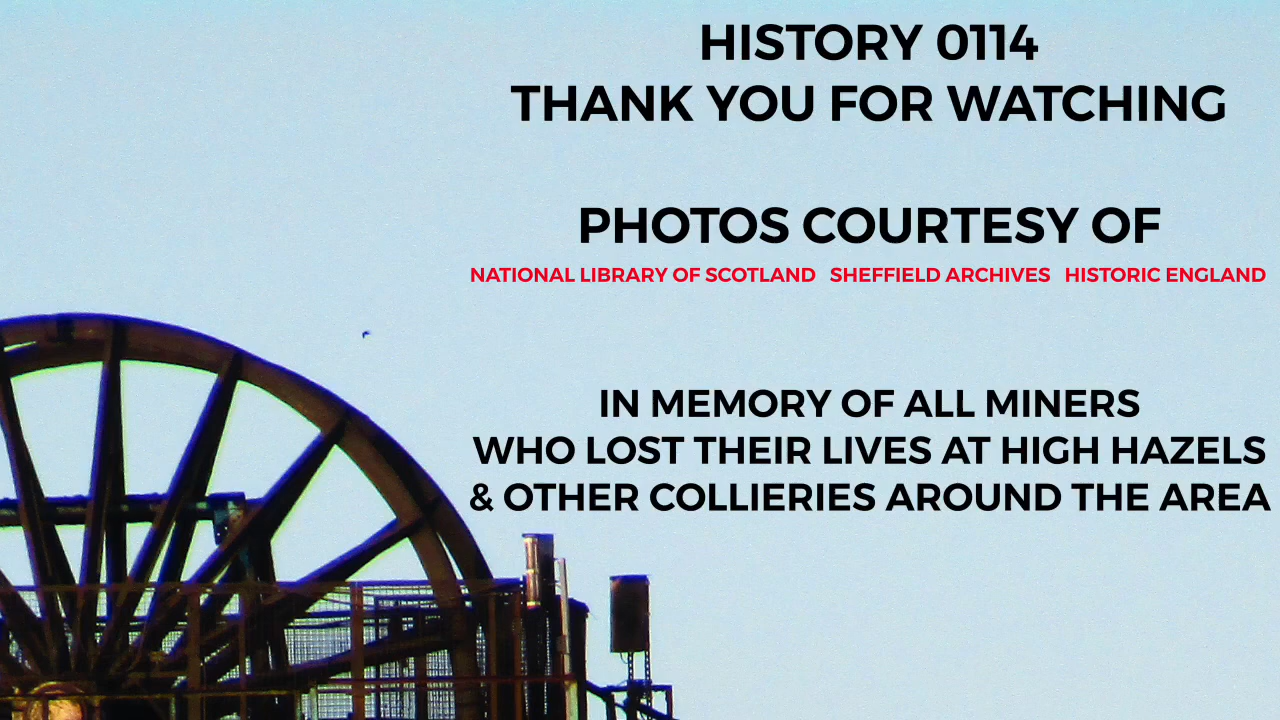 HISTORY 0114
THANK YOU FOR WATCHING
PHOTOS COURTESY OF
NATIONAL LIBRARY OF SCOTLAND SHEFFIELD ARCHIVES HISTORIC ENGLAND
IN MEMORY OF ALL MINERS
WHO LOST THEIR LIVES AT HIGH HAZELS
& OTHER COLLIERIES AROUND THE AREA